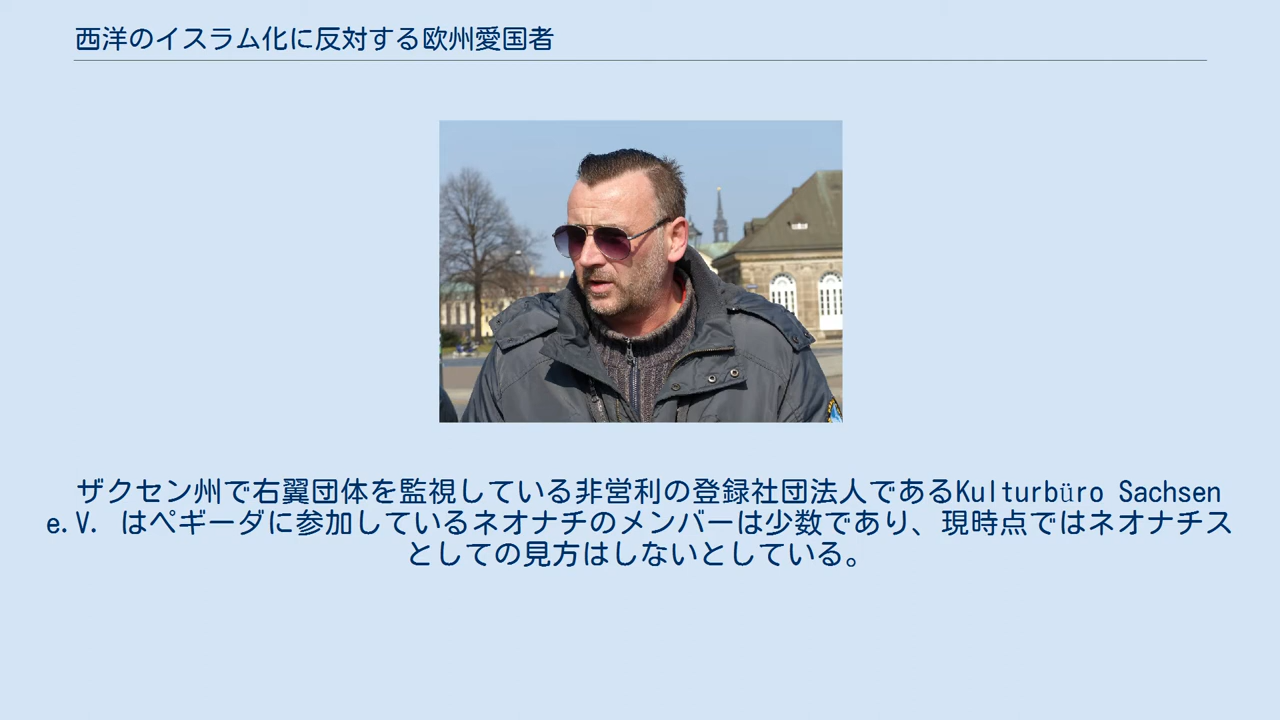 西洋のイスラム化に反対する欧州愛国者
ザクセン州で右翼団体を監視している非営利の登録社団法人であるKulturbüro Sachsen
e.V. はペギーダに参加しているネオナチのメンバーは少数であり、現時点ではネオナチス
としての見方はしないとしている。